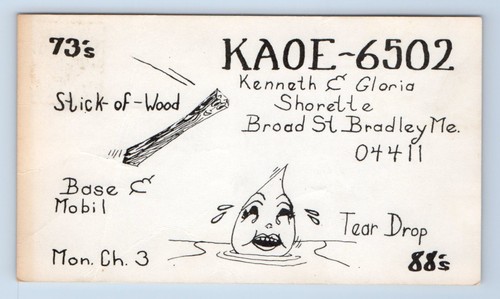 73's
KAOE-6502
Kenneth & Gloria
Shorette
Broad St Bradley Me.
04411
Stick-of-Wood
Base &
Mobil
Mon. Ch. 3
Tear Drop
88's